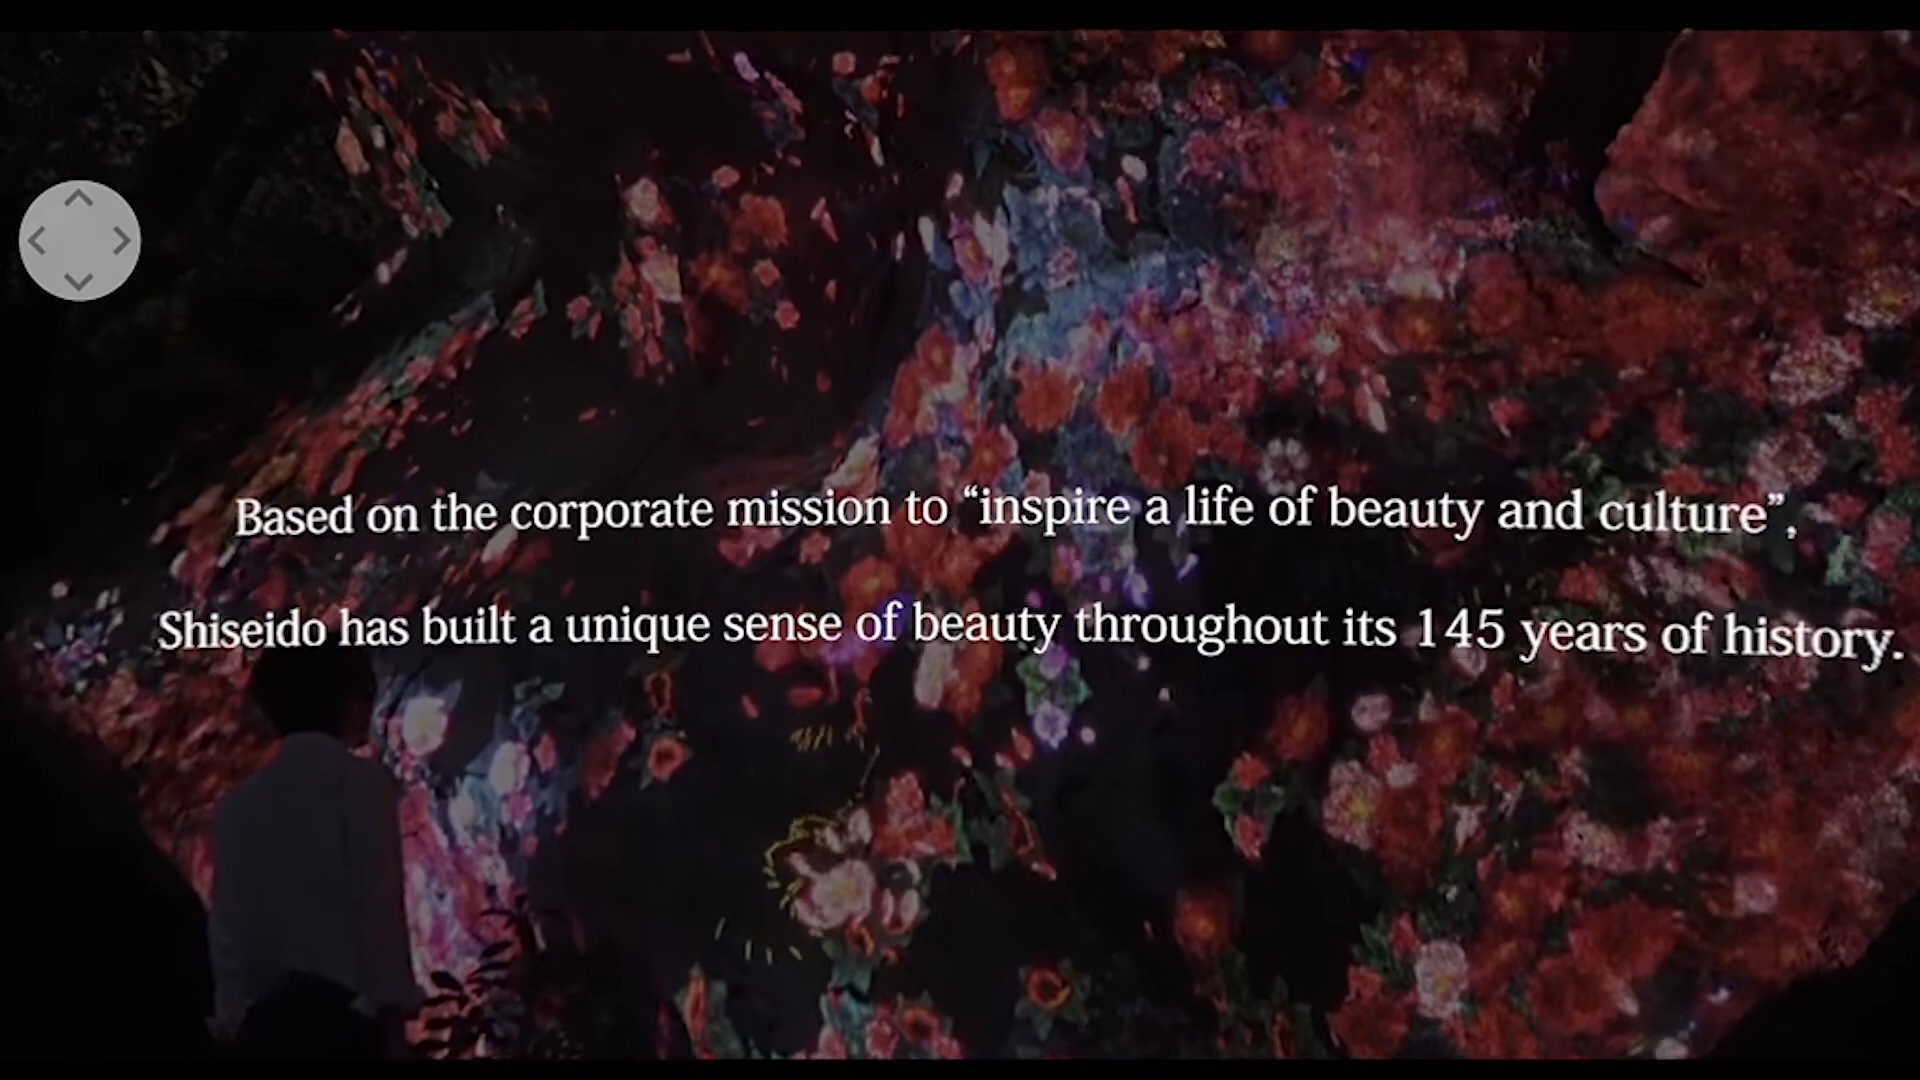 Based on the corporate mission to “inspire a life of beauty and culture”,
Shiseido has built a unique sense of beauty throughout its 145 years of history.